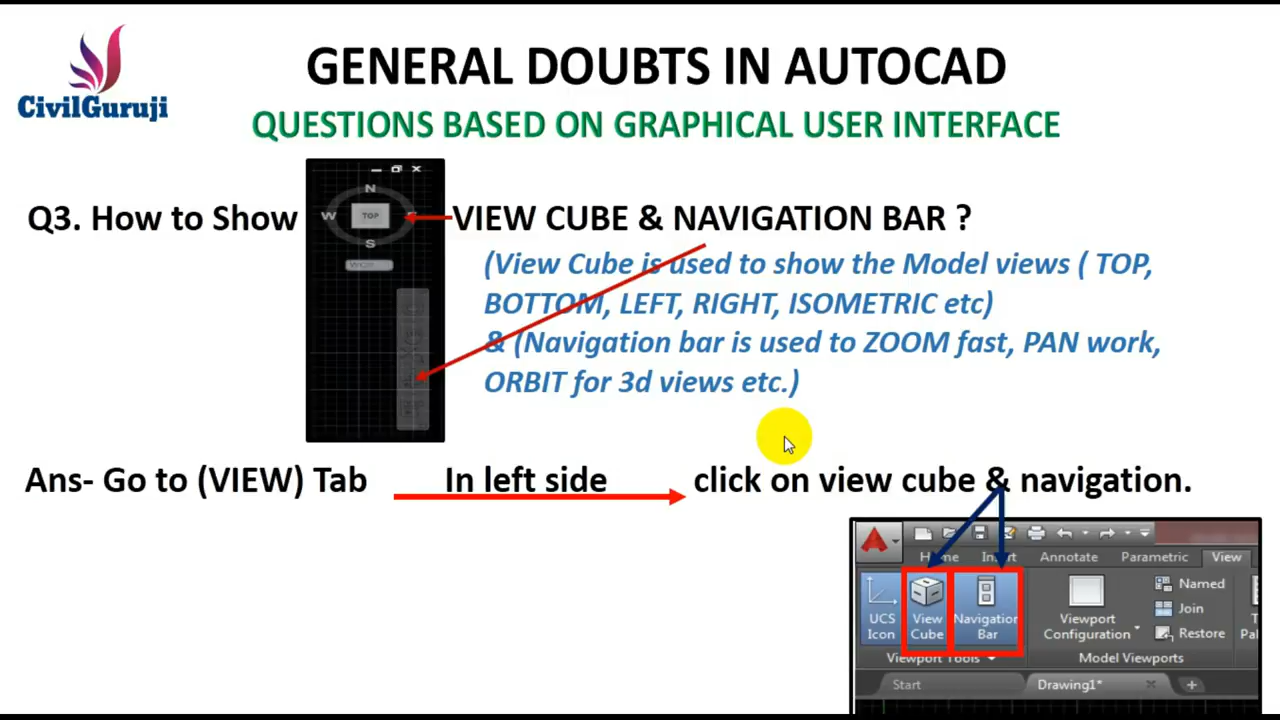 CivilGuruji
GENERAL DOUBTS IN AUTOCAD
QUESTIONS BASED ON GRAPHICAL USER INTERFACE
N
W TOP
S
Q3. How to Show VIEW CUBE & NAVIGATION BAR ?
(View Cube is used to show the Model views ( TOP,
BOTTOM, LEFT, RIGHT, ISOMETRIC etc)
& (Navigation bar is used to ZOOM fast, PAN work,
ORBIT for 3d views etc.)
Ans- Go to (VIEW) Tab In left side click on view cube & navigation.
Home Insert Annotate Parametric View
UCS Icon
View Cube
Navigation Bar
Viewport Configuration
Named
Join
Restore
Viewport Tools Model Viewports
Start Drawing1* +